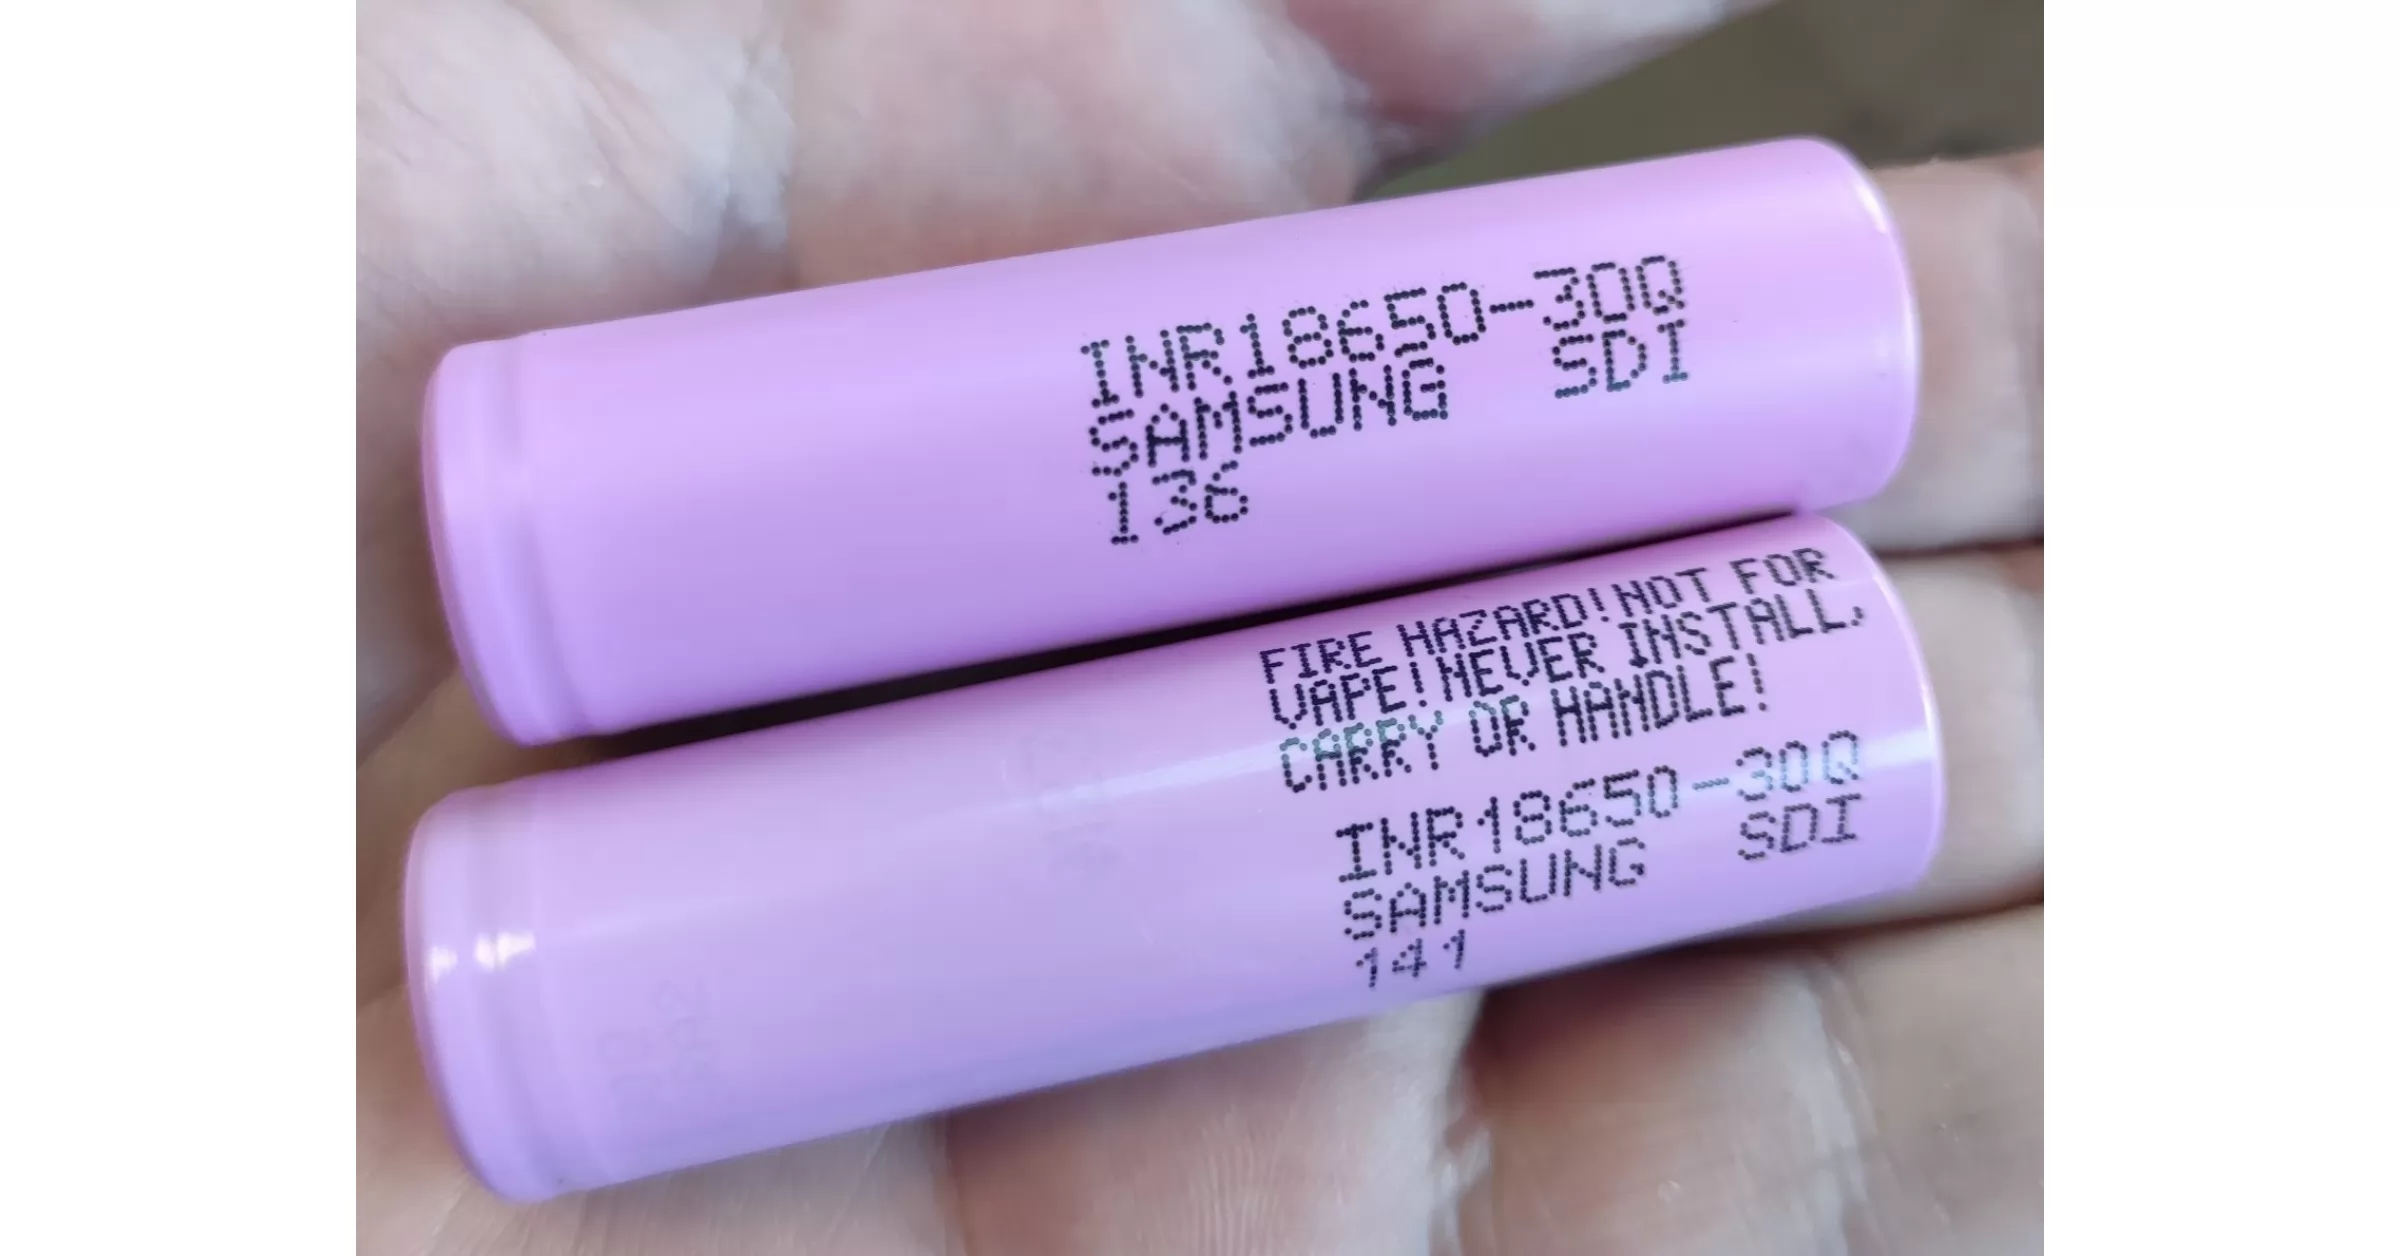 INR18650-30Q
SAMSUNG SDI
136
FIRE HAZARD!NOT FOR
VAPE!NEVER INSTALL,
CARRY OR HANDLE!
INR18650-30Q
SAMSUNG SDI
141